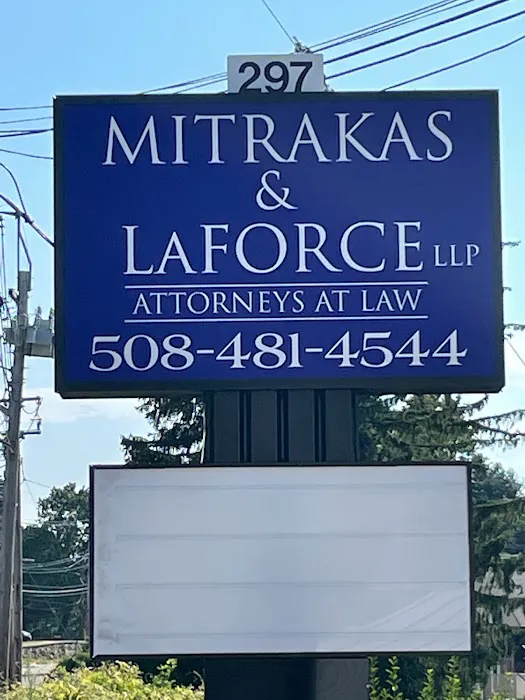 297
MITRAKAS
&
LAFORCE LLP
ATTORNEYS AT LAW
508-481-4544